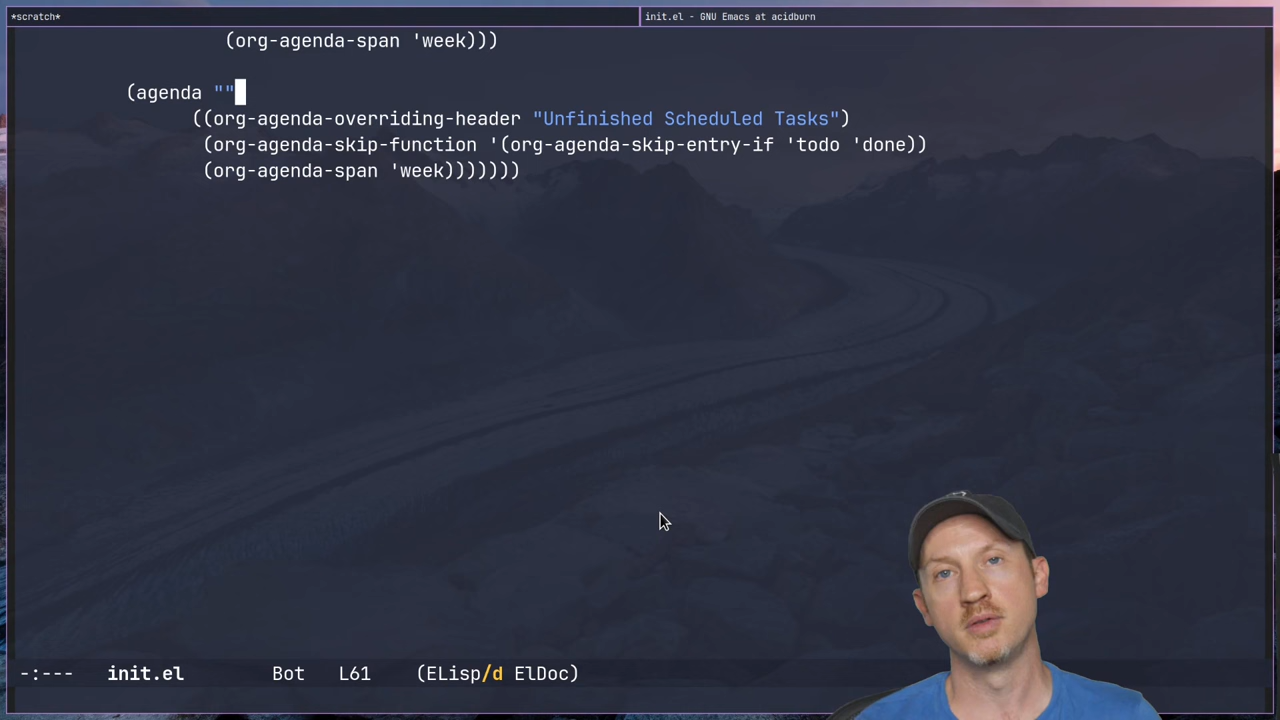 *scratch*
init.el - GNU Emacs at acidburn
(org-agenda-span 'week)))
(agenda ""
((org-agenda-overriding-header "Unfinished Scheduled Tasks")
(org-agenda-skip-function '(org-agenda-skip-entry-if 'todo 'done))
(org-agenda-span 'week)))))))
-:--- init.el Bot L61 (ELisp/d ElDoc)